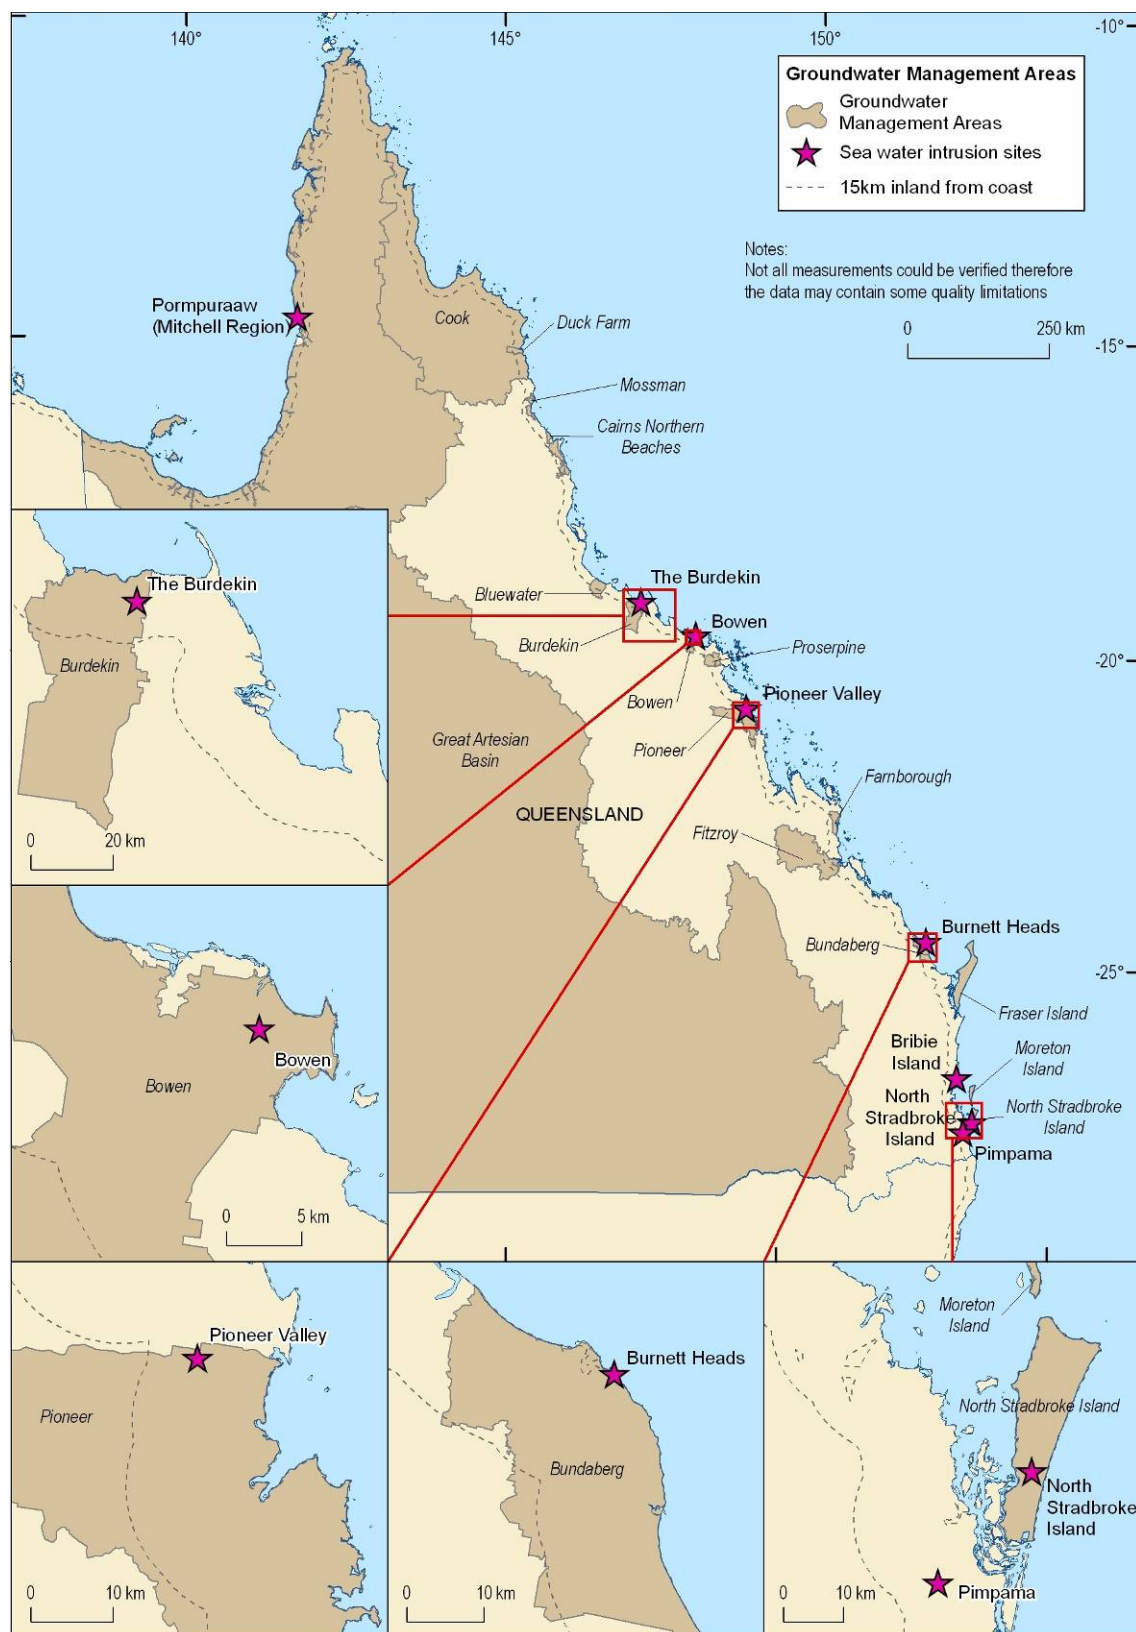 140°
145°
150°
-10°
Groundwater Management Areas
Groundwater
Management Areas
Sea water intrusion sites
15km inland from coast
Notes:
Not all measurements could be verified therefore
the data may contain some quality limitations
0
250 km
Pormpuraaw
(Mitchell Region)
Cook
Duck Farm
-15°
Mossman
Cairns Northern
Beaches
The Burdekin
Bluewater
Bowen
Burdekin
Proserpine
-20°
Bowen
Pioneer Valley
Great Artesian
Basin
Pioneer
Farnborough
QUEENSLAND
Fitzroy
Burnett Heads
Bundaberg
-25°
Fraser Island
Bribie
Island
Moreton
Island
North
Stradbroke
Island
North Stradbroke
Island
Pimpama
The Burdekin
Burdekin
0
20 km
Bowen
Bowen
0
5 km
Pioneer Valley
Pioneer
0
10 km
Burnett Heads
Bundaberg
0
10 km
Moreton
Island
North Stradbroke Island
North
Stradbroke
Island
0
10 km
Pimpama